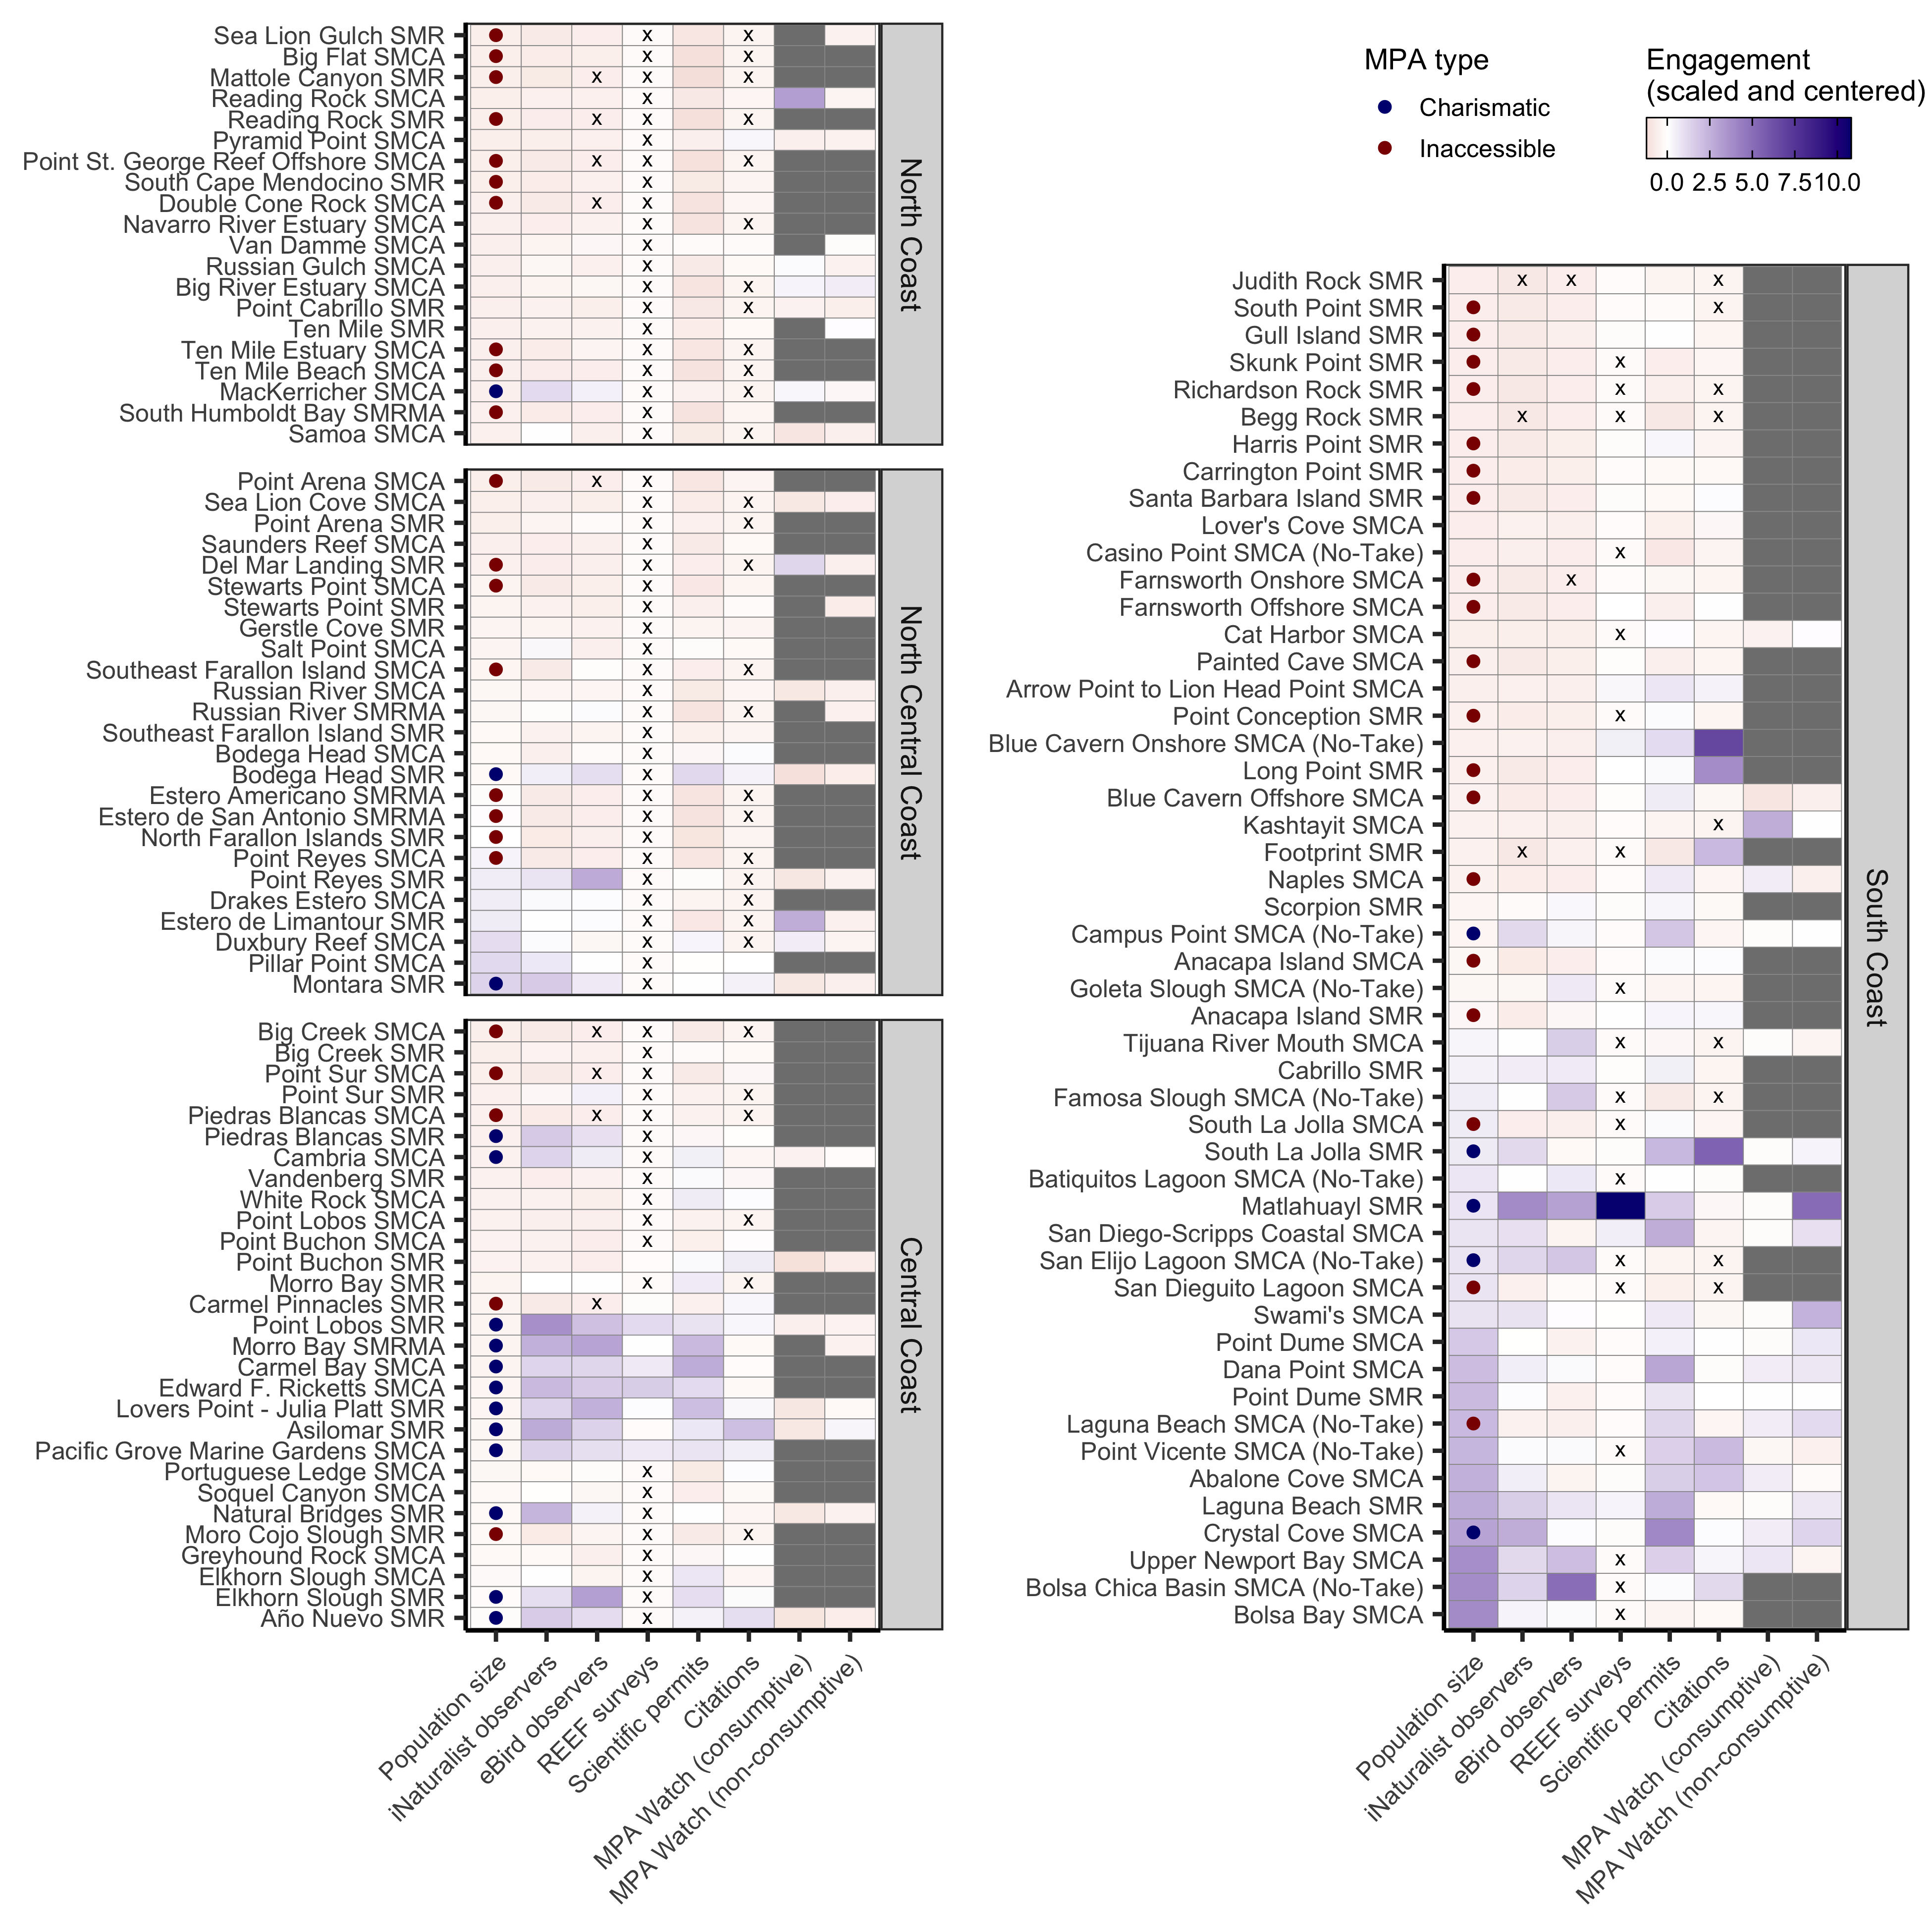 Sea Lion Gulch SMR x x
Big Flat SMCA x x
Mattole Canyon SMR x x x
Reading Rock SMCA x
Reading Rock SMR x x x
Pyramid Point SMCA x
Point St. George Reef Offshore SMCA x x x
South Cape Mendocino SMR x
Double Cone Rock SMCA x x
Navarro River Estuary SMCA x x
Van Damme SMCA x
Russian Gulch SMCA x
Big River Estuary SMCA x x
Point Cabrillo SMR x x
Ten Mile SMR x
Ten Mile Estuary SMCA x x
Ten Mile Beach SMCA x x
MacKerricher SMCA x x
South Humboldt Bay SMRMA x
Samoa SMCA x x
North Coast
Point Arena SMCA x x
Sea Lion Cove SMCA x x
Point Arena SMR x x
Saunders Reef SMCA x
Del Mar Landing SMR x x
Stewarts Point SMCA x
Stewarts Point SMR x
Gerstle Cove SMR x
Salt Point SMCA x
Southeast Farallon Island SMCA x x
Russian River SMCA x
Russian River SMRMA x x
Southeast Farallon Island SMR x
Bodega Head SMCA x
Bodega Head SMR x
Estero Americano SMRMA x x
Estero de San Antonio SMRMA x x
North Farallon Islands SMR x
Point Reyes SMCA x x
Point Reyes SMR x x
Drakes Estero SMCA x x
Estero de Limantour SMR x x
Duxbury Reef SMCA x x
Pillar Point SMCA x
Montara SMR x
North Central Coast
Big Creek SMCA x x x
Big Creek SMR x
Point Sur SMCA x x
Point Sur SMR x x
Piedras Blancas SMCA x x x
Piedras Blancas SMR x
Cambria SMCA x
Vandenberg SMR x
White Rock SMCA x
Point Lobos SMCA x x
Point Buchon SMCA x
Point Buchon SMR
Morro Bay SMR x x
Carmel Pinnacles SMR x
Point Lobos SMR
Morro Bay SMRMA
Carmel Bay SMCA
Edward F. Ricketts SMCA
Lovers Point - Julia Platt SMR
Asilomar SMR
Pacific Grove Marine Gardens SMCA
Portuguese Ledge SMCA x
Soquel Canyon SMCA x
Natural Bridges SMR x
Moro Cojo Slough SMR x x
Greyhound Rock SMCA x
Elkhorn Slough SMCA x
Elkhorn Slough SMR x
Año Nuevo SMR x
Central Coast
Population size
iNaturalist observers
eBird observers
REEF surveys
Scientific permits
Citations
MPA Watch (consumptive)
MPA Watch (non-consumptive)
MPA type
Charismatic
Inaccessible
Engagement
(scaled and centered)
0.0 2.5 5.0 7.5 10.0
Judith Rock SMR x x x
South Point SMR x
Gull Island SMR
Skunk Point SMR x
Richardson Rock SMR x x
Begg Rock SMR x x x
Harris Point SMR
Carrington Point SMR
Santa Barbara Island SMR
Lover's Cove SMCA
Casino Point SMCA (No-Take) x
Farnsworth Onshore SMCA x
Farnsworth Offshore SMCA
Cat Harbor SMCA x
Painted Cave SMCA
Arrow Point to Lion Head Point SMCA
Point Conception SMR x
Blue Cavern Onshore SMCA (No-Take)
Long Point SMR
Blue Cavern Offshore SMCA
Kashtayit SMCA x
Footprint SMR x x
Naples SMCA
Scorpion SMR
Campus Point SMCA (No-Take)
Anacapa Island SMCA
Goleta Slough SMCA (No-Take) x
Anacapa Island SMR
Tijuana River Mouth SMCA x x
Cabrillo SMR
Famosa Slough SMCA (No-Take) x x
South La Jolla SMCA x
South La Jolla SMR
Batiquitos Lagoon SMCA (No-Take) x
Matlahuayl SMR
San Diego-Scripps Coastal SMCA
San Elijo Lagoon SMCA (No-Take) x x
San Dieguito Lagoon SMCA x x
Swami's SMCA
Point Dume SMCA
Dana Point SMCA
Point Dume SMR
Laguna Beach SMCA (No-Take)
Point Vicente SMCA (No-Take) x
Abalone Cove SMCA
Laguna Beach SMR
Crystal Cove SMCA
Upper Newport Bay SMCA x
Bolsa Chica Basin SMCA (No-Take) x
Bolsa Bay SMCA x
South Coast
Population size
iNaturalist observers
eBird observers
REEF surveys
Scientific permits
Citations
MPA Watch (consumptive)
MPA Watch (non-consumptive)